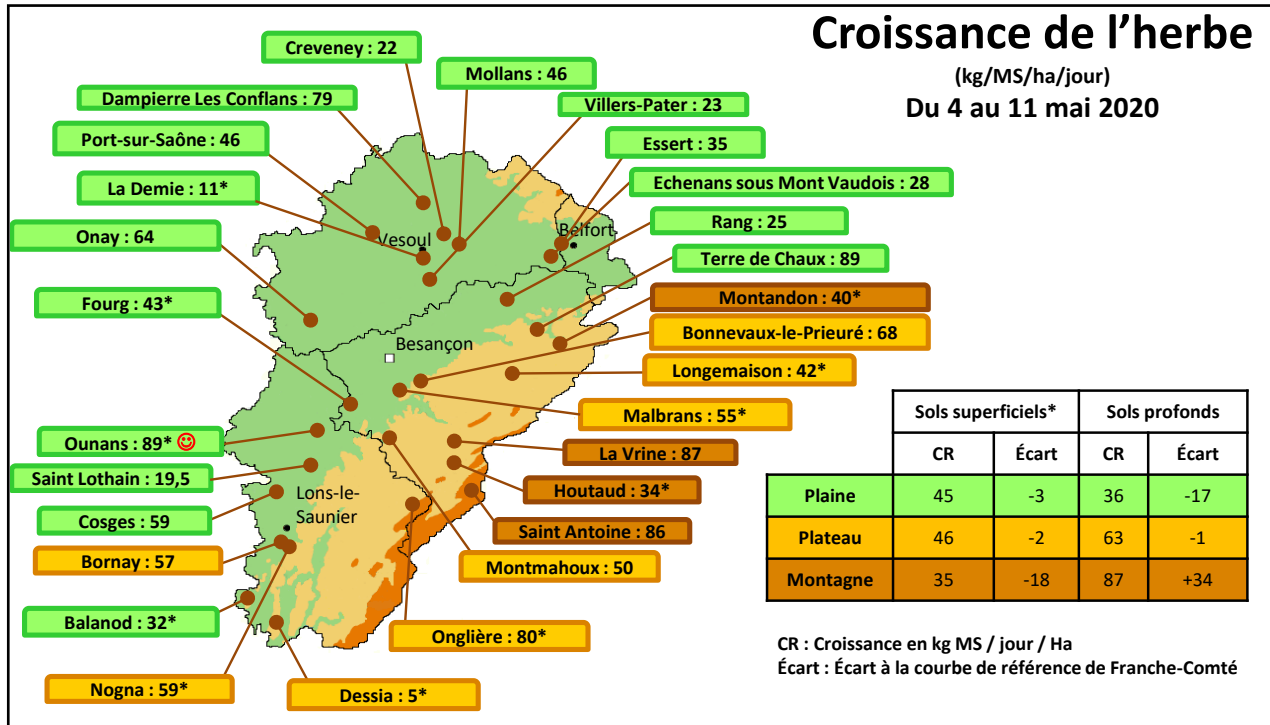 Croissance de l'herbe
(kg/MS/ha/jour)
Du 4 au 11 mai 2020
Creveney : 22
Mollans : 46
Dampierre Les Conflans : 79
Villers-Pater : 23
Port-sur-Saône : 46
Essert : 35
La Demie : 11*
Echenans sous Mont Vaudois : 28
Rang : 25
Onay : 64
Terre de Chaux : 89
Fourg : 43*
Montandon : 40*
Bonnevaux-le-Prieuré : 68
Longemaison : 42*
Malbrans : 55*
Ounans : 89*
La Vrine : 87
Saint Lothain : 19,5
Houtaud : 34*
Cosges : 59
Saint Antoine : 86
Bornay : 57
Montmahoux : 50
Balanod : 32*
Onglière : 80*
Nogna : 59*
Dessia : 5*
Vesoul
Belfort
Besançon
Lons-le-
Saunier
Sols superficiels* Sols profonds
CR Écart CR Écart
Plaine 45 -3 36 -17
Plateau 46 -2 63 -1
Montagne 35 -18 87 +34
CR : Croissance en kg MS / jour / Ha
Écart : Écart à la courbe de référence de Franche-Comté